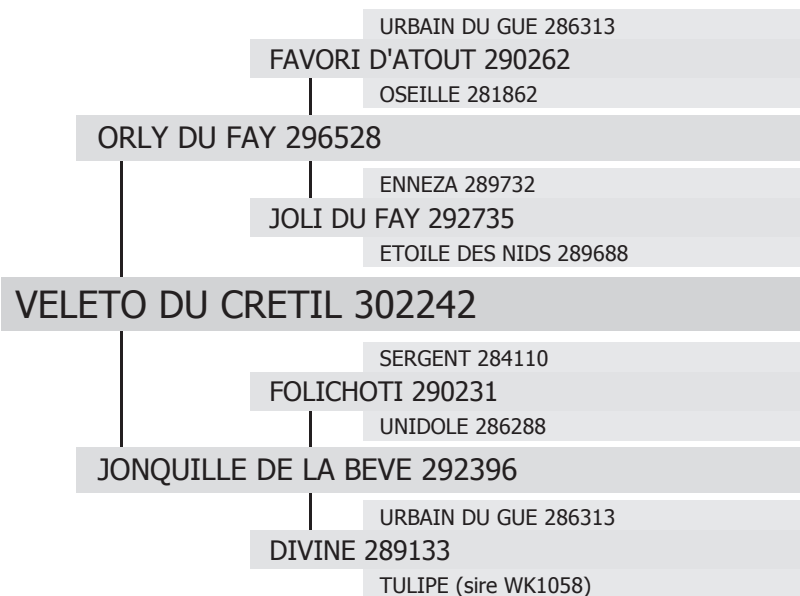 URBAIN DU GUE 286313
FAVORI D'ATOUT 290262
OSEILLE 281862
ORLY DU FAY 296528
ENNEZA 289732
JOLI DU FAY 292735
ETOILE DES NIDS 289688
VELETO DU CRETIL 302242
SERGENT 284110
FOLICHOTI 290231
UNIDOLE 286288
JONQUILLE DE LA BEVE 292396
URBAIN DU GUE 286313
DIVINE 289133
TULIPE (sire WK1058)